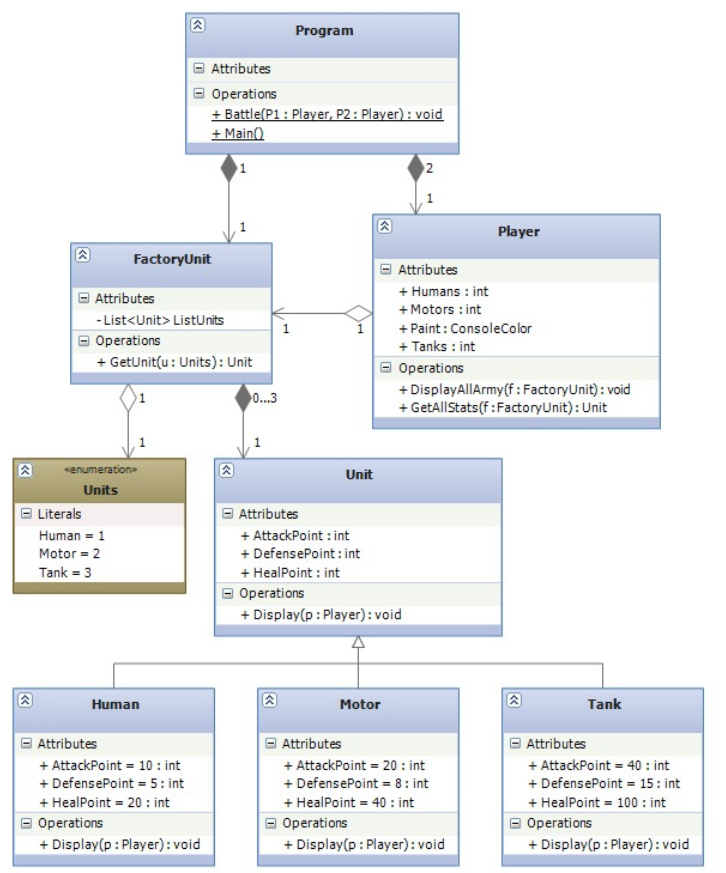 Program
Attributes
Operations
+ Battle(P1 : Player, P2 : Player) : void
+ Main()
1
2
1
1
FactoryUnit
Attributes
- List<Unit> ListUnits
Operations
+ GetUnit(u : Units) : Unit
Player
Attributes
+ Humans : int
+ Motors : int
+ Paint : ConsoleColor
+ Tanks : int
Operations
+ DisplayAllArmy(f : FactoryUnit) : void
+ GetAllStats(f :FactoryUnit) : Unit
1
1
1
0...3
1
1
«enumeration»
Units
Literals
Human = 1
Motor = 2
Tank = 3
Unit
Attributes
+ AttackPoint : int
+ DefensePoint : int
+ HealPoint : int
Operations
+ Display(p : Player) : void
Human
Attributes
+ AttackPoint = 10 : int
+ DefensePoint = 5 : int
+ HealPoint = 20 : int
Operations
+ Display(p : Player) : void
Motor
Attributes
+ AttackPoint = 20 : int
+ DefensePoint = 8 : int
+ HealPoint = 40 : int
Operations
+ Display(p : Player) : void
Tank
Attributes
+ AttackPoint = 40 : int
+ DefensePoint = 15 : int
+ HealPoint = 100 : int
Operations
+ Display(p : Player) : void